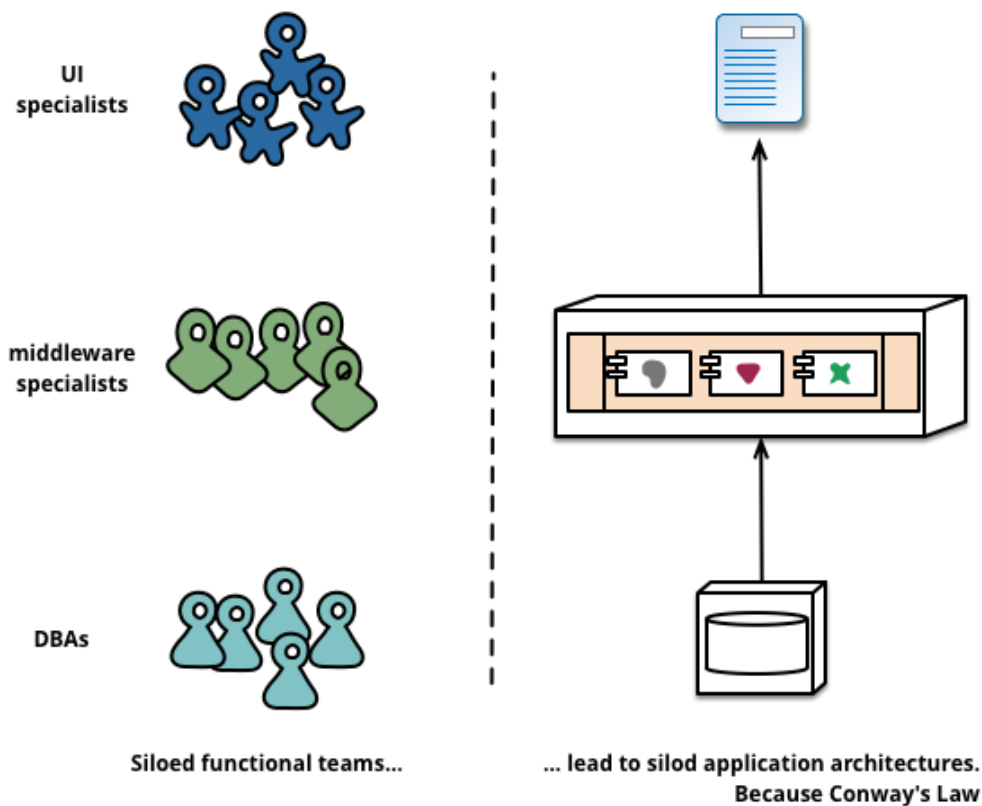 UI
specialists
middleware
specialists
DBAs
Siloed functional teams...
... lead to silod application architectures.
Because Conway's Law